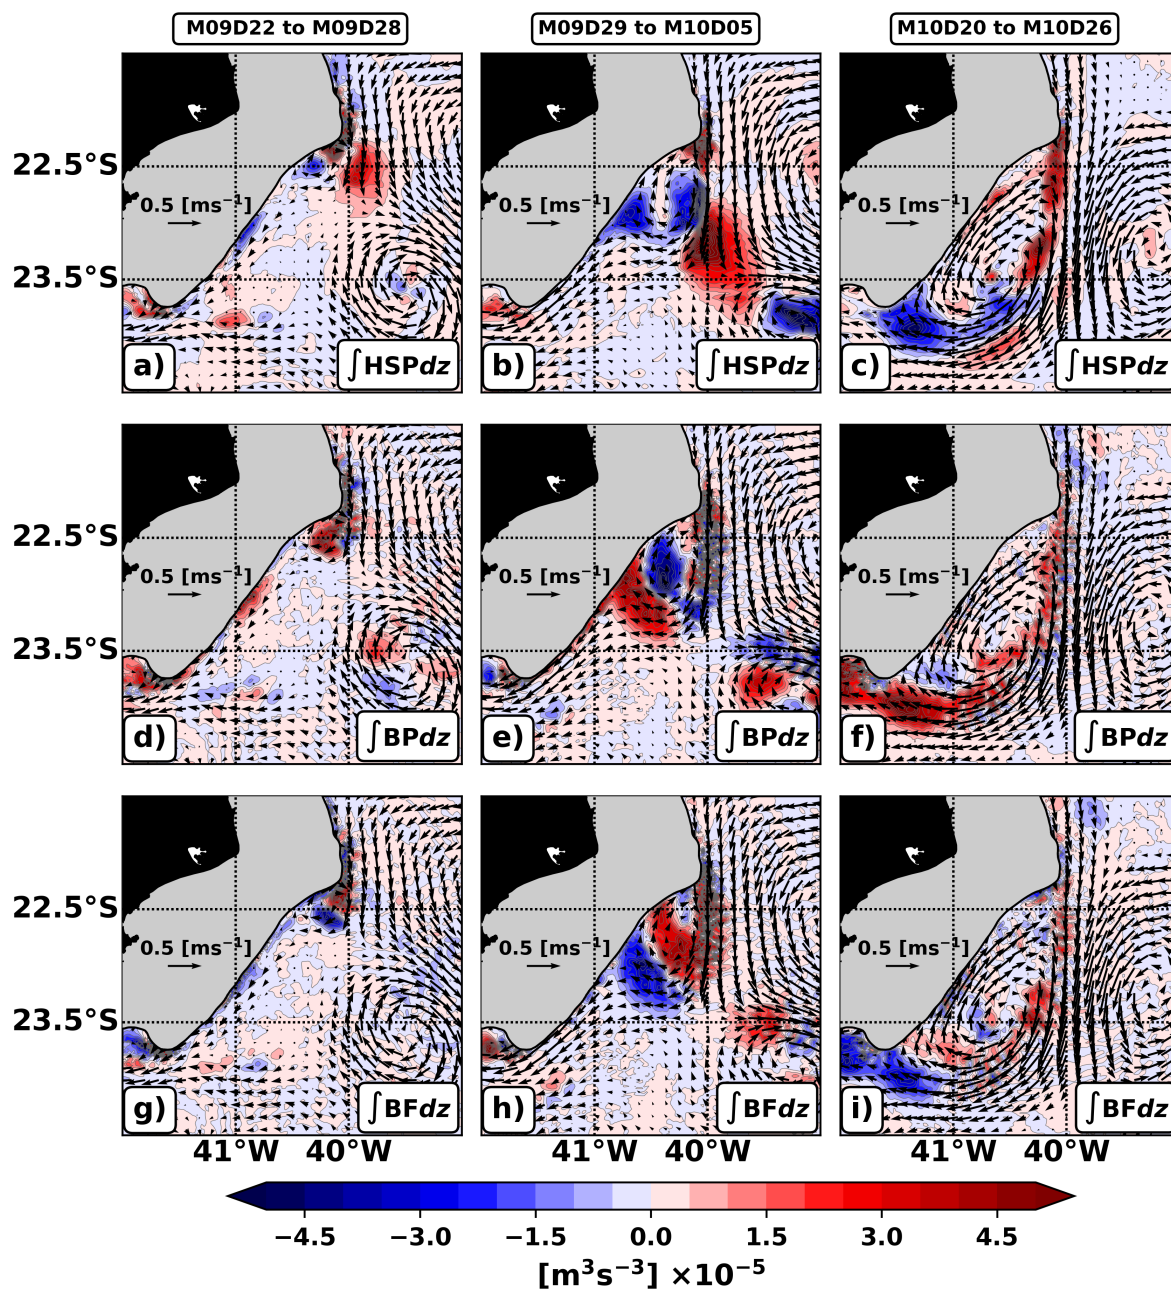 M09D22 to M09D28 M09D29 to M10D05 M10D20 to M10D26
22.5°S
0.5 [ms⁻¹] 0.5 [ms⁻¹] 0.5 [ms⁻¹]
23.5°S
a) ∫HSPdz b) ∫HSPdz c) ∫HSPdz
22.5°S
0.5 [ms⁻¹] 0.5 [ms⁻¹] 0.5 [ms⁻¹]
23.5°S
d) ∫BPdz e) ∫BPdz f) ∫BPdz
22.5°S
0.5 [ms⁻¹] 0.5 [ms⁻¹] 0.5 [ms⁻¹]
23.5°S
g) ∫BFdz h) ∫BFdz i) ∫BFdz
41°W 40°W 41°W 40°W 41°W 40°W
−4.5 −3.0 −1.5 0.0 1.5 3.0 4.5
[m³s⁻³] ×10⁻⁵